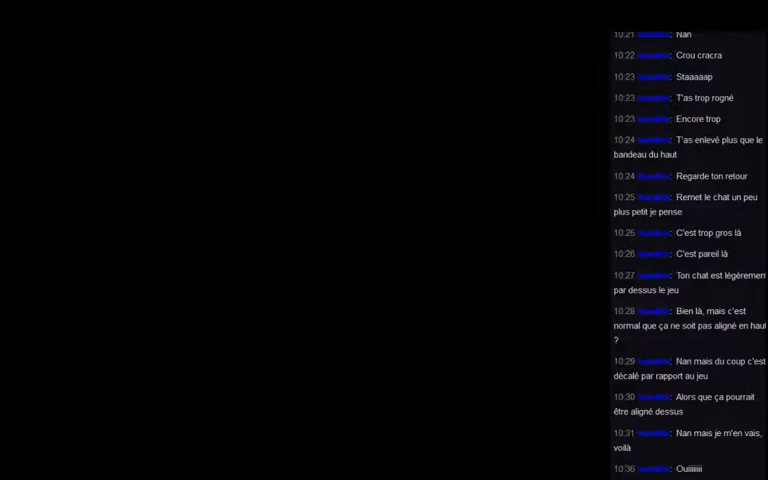 10:21 : Nan
10:22 : Crou cracra
10:23 : Staaaaap
10:23 : T'as trop rogné
10:23 : Encore trop
10:24 : T'as enlevé plus que le
bandeau du haut
10:24 : Regarde ton retour
10:25 : Remet le chat un peu
plus petit je pense
10:25 : C'est trop gros là
10:26 : C'est pareil là
10:27 : Ton chat est légèrement
par dessus le jeu
10:28 : Bien là, mais c'est
normal que ça ne soit pas aligné en haut
?
10:29 : Nan mais du coup c'est
décalé par rapport au jeu
10:30 : Alors que ça pourrait
être aligné dessus
10:31 : Nan mais je m'en vais,
voilà
10:36 : Ouiiiiiii